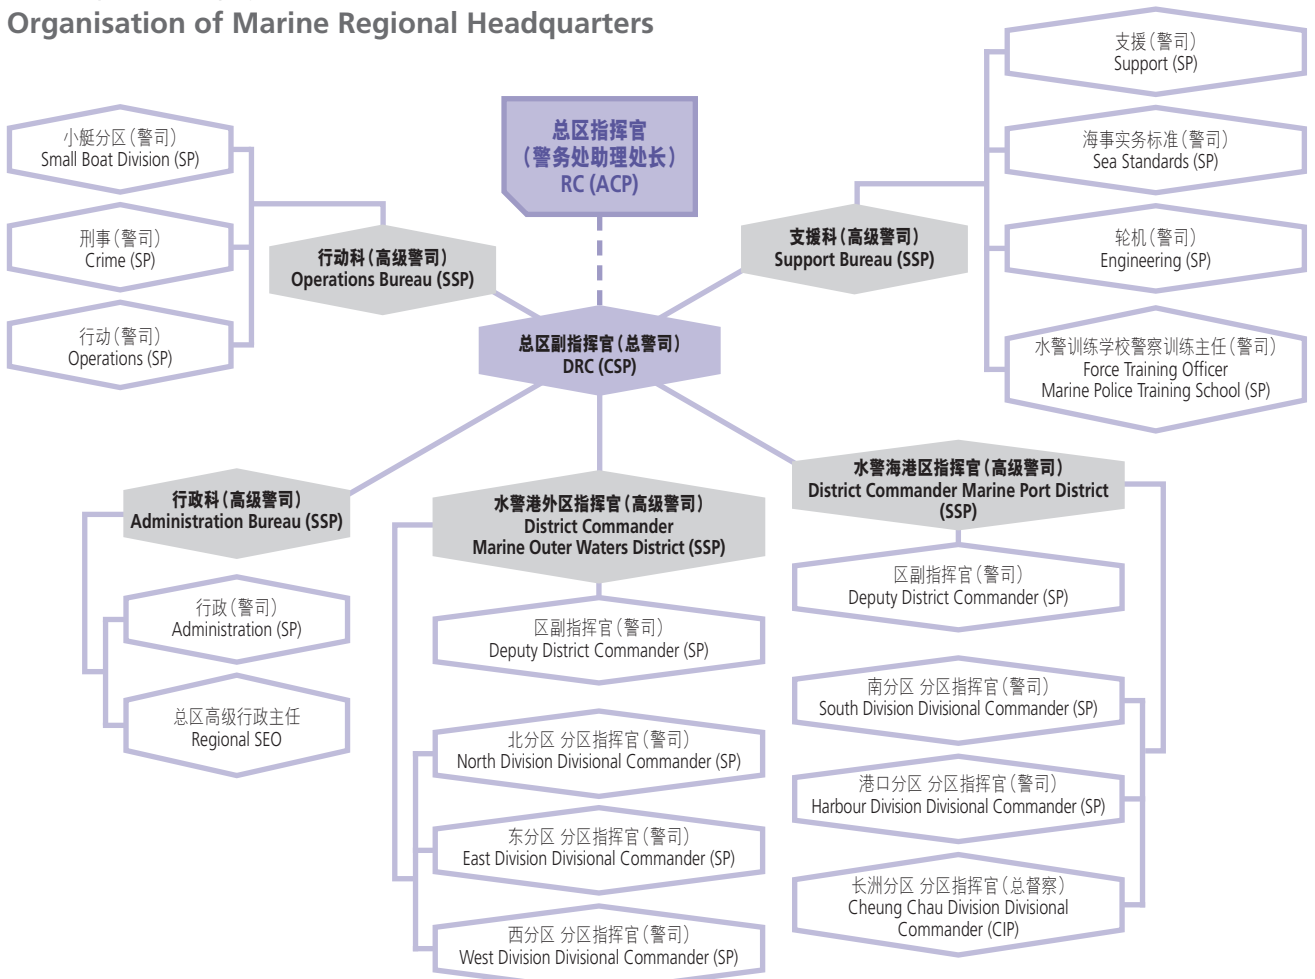 Organisation of Marine Regional Headquarters
总区指挥官
(警务处助理处长)
RC (ACP)
总区副指挥官(总警司)
DRC (CSP)
行动科(高级警司)
Operations Bureau (SSP)
小艇分区(警司)
Small Boat Division (SP)
刑事(警司)
Crime (SP)
行动(警司)
Operations (SP)
支援科(高级警司)
Support Bureau (SSP)
支援(警司)
Support (SP)
海事实务标准(警司)
Sea Standards (SP)
轮机(警司)
Engineering (SP)
水警训练学校警察训练主任(警司)
Force Training Officer
Marine Police Training School (SP)
行政科(高级警司)
Administration Bureau (SSP)
行政(警司)
Administration (SP)
总区高级行政主任
Regional SEO
水警港外区指挥官(高级警司)
District Commander
Marine Outer Waters District (SSP)
区副指挥官(警司)
Deputy District Commander (SP)
北分区 分区指挥官(警司)
North Division Divisional Commander (SP)
东分区 分区指挥官(警司)
East Division Divisional Commander (SP)
西分区 分区指挥官(警司)
West Division Divisional Commander (SP)
水警海港区指挥官(高级警司)
District Commander Marine Port District
(SSP)
区副指挥官(警司)
Deputy District Commander (SP)
南分区 分区指挥官(警司)
South Division Divisional Commander (SP)
港口分区 分区指挥官(警司)
Harbour Division Divisional Commander (SP)
长洲分区 分区指挥官(总督察)
Cheung Chau Division Divisional
Commander (CIP)